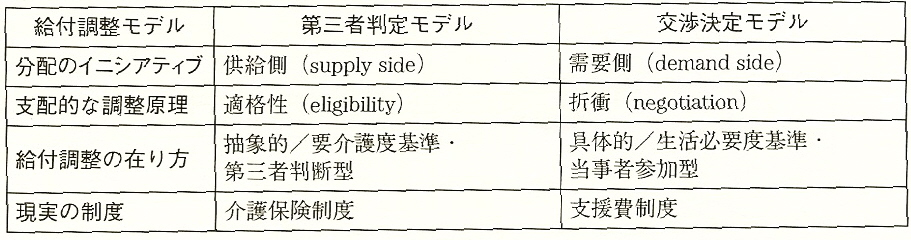 給付調整モデル 第三者判定モデル 交渉決定モデル
分配のイニシアティブ 供給側（supply side） 需要側（demand side）
支配的な調整原理 適格性（eligibility） 折衝（negotiation）
給付調整の在り方 抽象的／要介護度基準・ 具体的／生活必要度基準・
第三者判断型 当事者参加型
現実の制度 介護保険制度 支援費制度